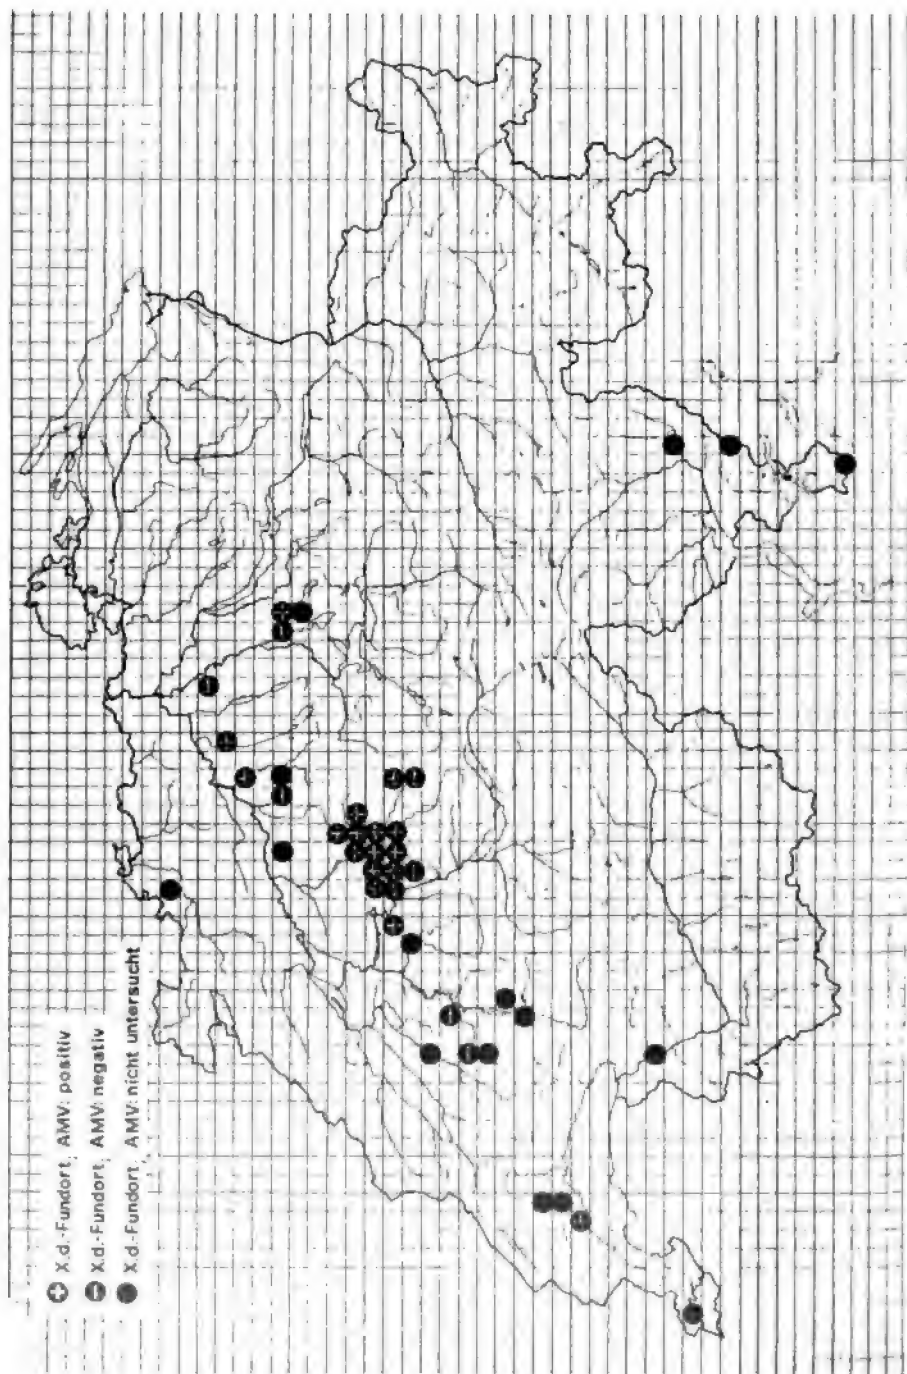 X.d.-Fundort, AMV: positiv
X.d.-Fundort, AMV: negativ
X.d.-Fundort, AMV: nicht untersucht